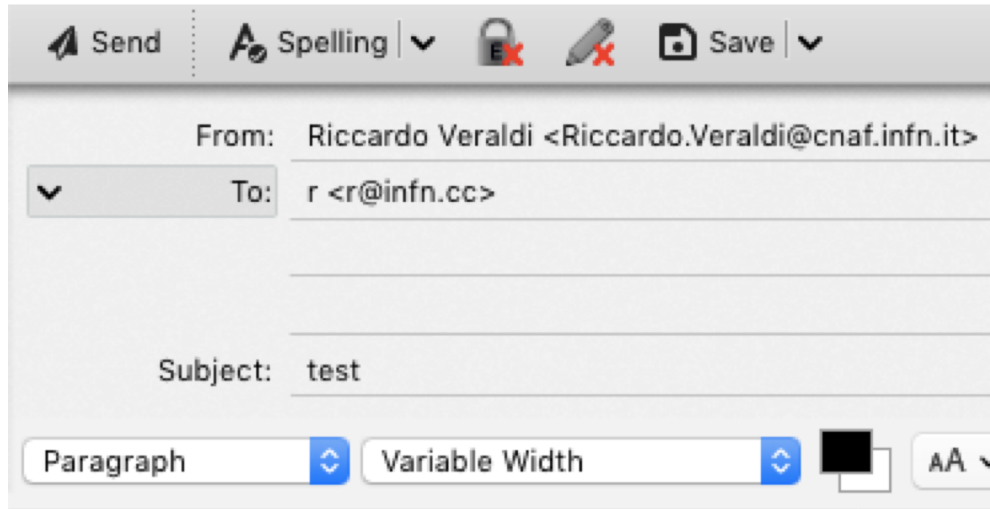 Send Spelling E Save
From: Riccardo Veraldi <Riccardo.Veraldi@cnaf.infn.it>
To: r <r@infn.cc>
Subject: test
Paragraph Variable Width AA